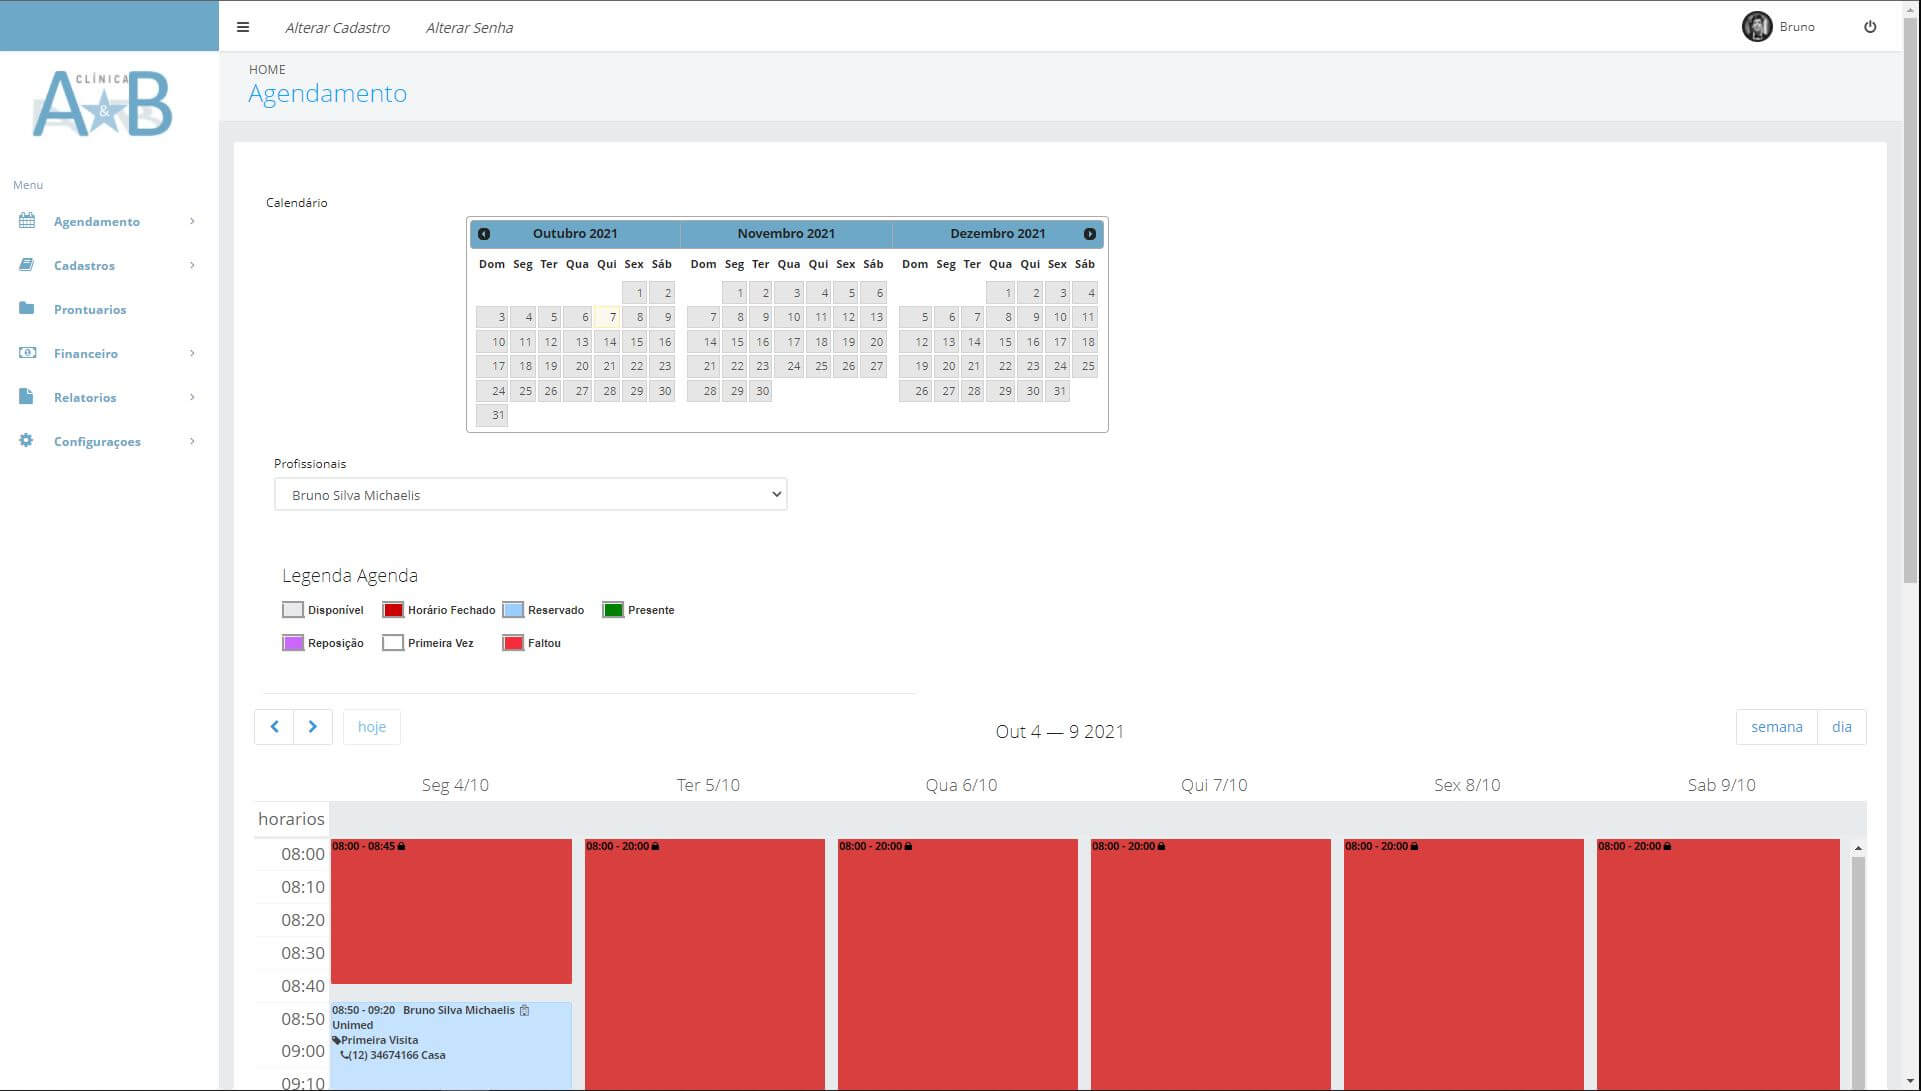 Alterar Cadastro Alterar Senha Bruno
CLÍNICA
A&B
HOME
Agendamento
Menu
Agendamento
Cadastros
Prontuarios
Financeiro
Relatorios
Configuraçoes
Calendário
Outubro 2021 Novembro 2021 Dezembro 2021
Dom Seg Ter Qua Qui Sex Sáb Dom Seg Ter Qua Qui Sex Sáb Dom Seg Ter Qua Qui Sex Sáb
1 2 1 2 3 4 5 6 1 2 3 4
3 4 5 6 7 8 9 7 8 9 10 11 12 13 5 6 7 8 9 10 11
10 11 12 13 14 15 16 14 15 16 17 18 19 20 12 13 14 15 16 17 18
17 18 19 20 21 22 23 21 22 23 24 25 26 27 19 20 21 22 23 24 25
24 25 26 27 28 29 30 28 29 30 26 27 28 29 30 31
31
Profissionais
Bruno Silva Michaelis
Legenda Agenda
Disponível Horário Fechado Reservado Presente
Reposição Primeira Vez Faltou
hoje Out 4 — 9 2021 semana dia
Seg 4/10 Ter 5/10 Qua 6/10 Qui 7/10 Sex 8/10 Sab 9/10
horarios
08:00 08:00 - 08:45 08:00 - 20:00 08:00 - 20:00 08:00 - 20:00 08:00 - 20:00 08:00 - 20:00
08:10
08:20
08:30
08:40
08:50 08:50 - 09:20 Bruno Silva Michaelis
Unimed
Primeira Visita
09:00 (12) 34674166 Casa
09:10